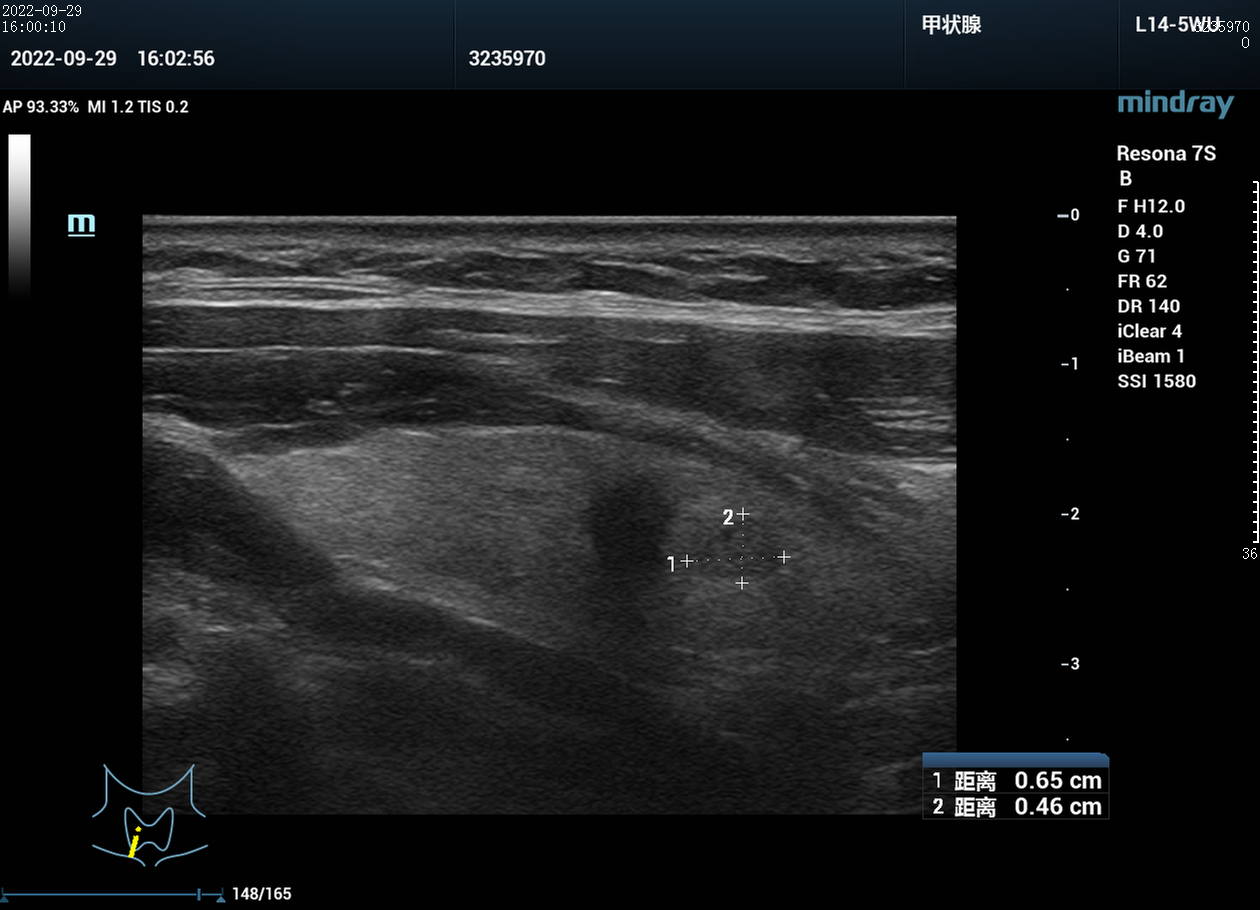 2022-09-29
16:00:10
2022-09-29 16:02:56
3235970
甲状腺
L14-5WU
3235970
0
AP 93.33% MI 1.2 TIS 0.2
mindray
m
Resona 7S
B
F H12.0
D 4.0
G 71
FR 62
DR 140
iClear 4
iBeam 1
SSI 1580
0
-1
-2
-3
36
2
1
1 距离 0.65 cm
2 距离 0.46 cm
148/165